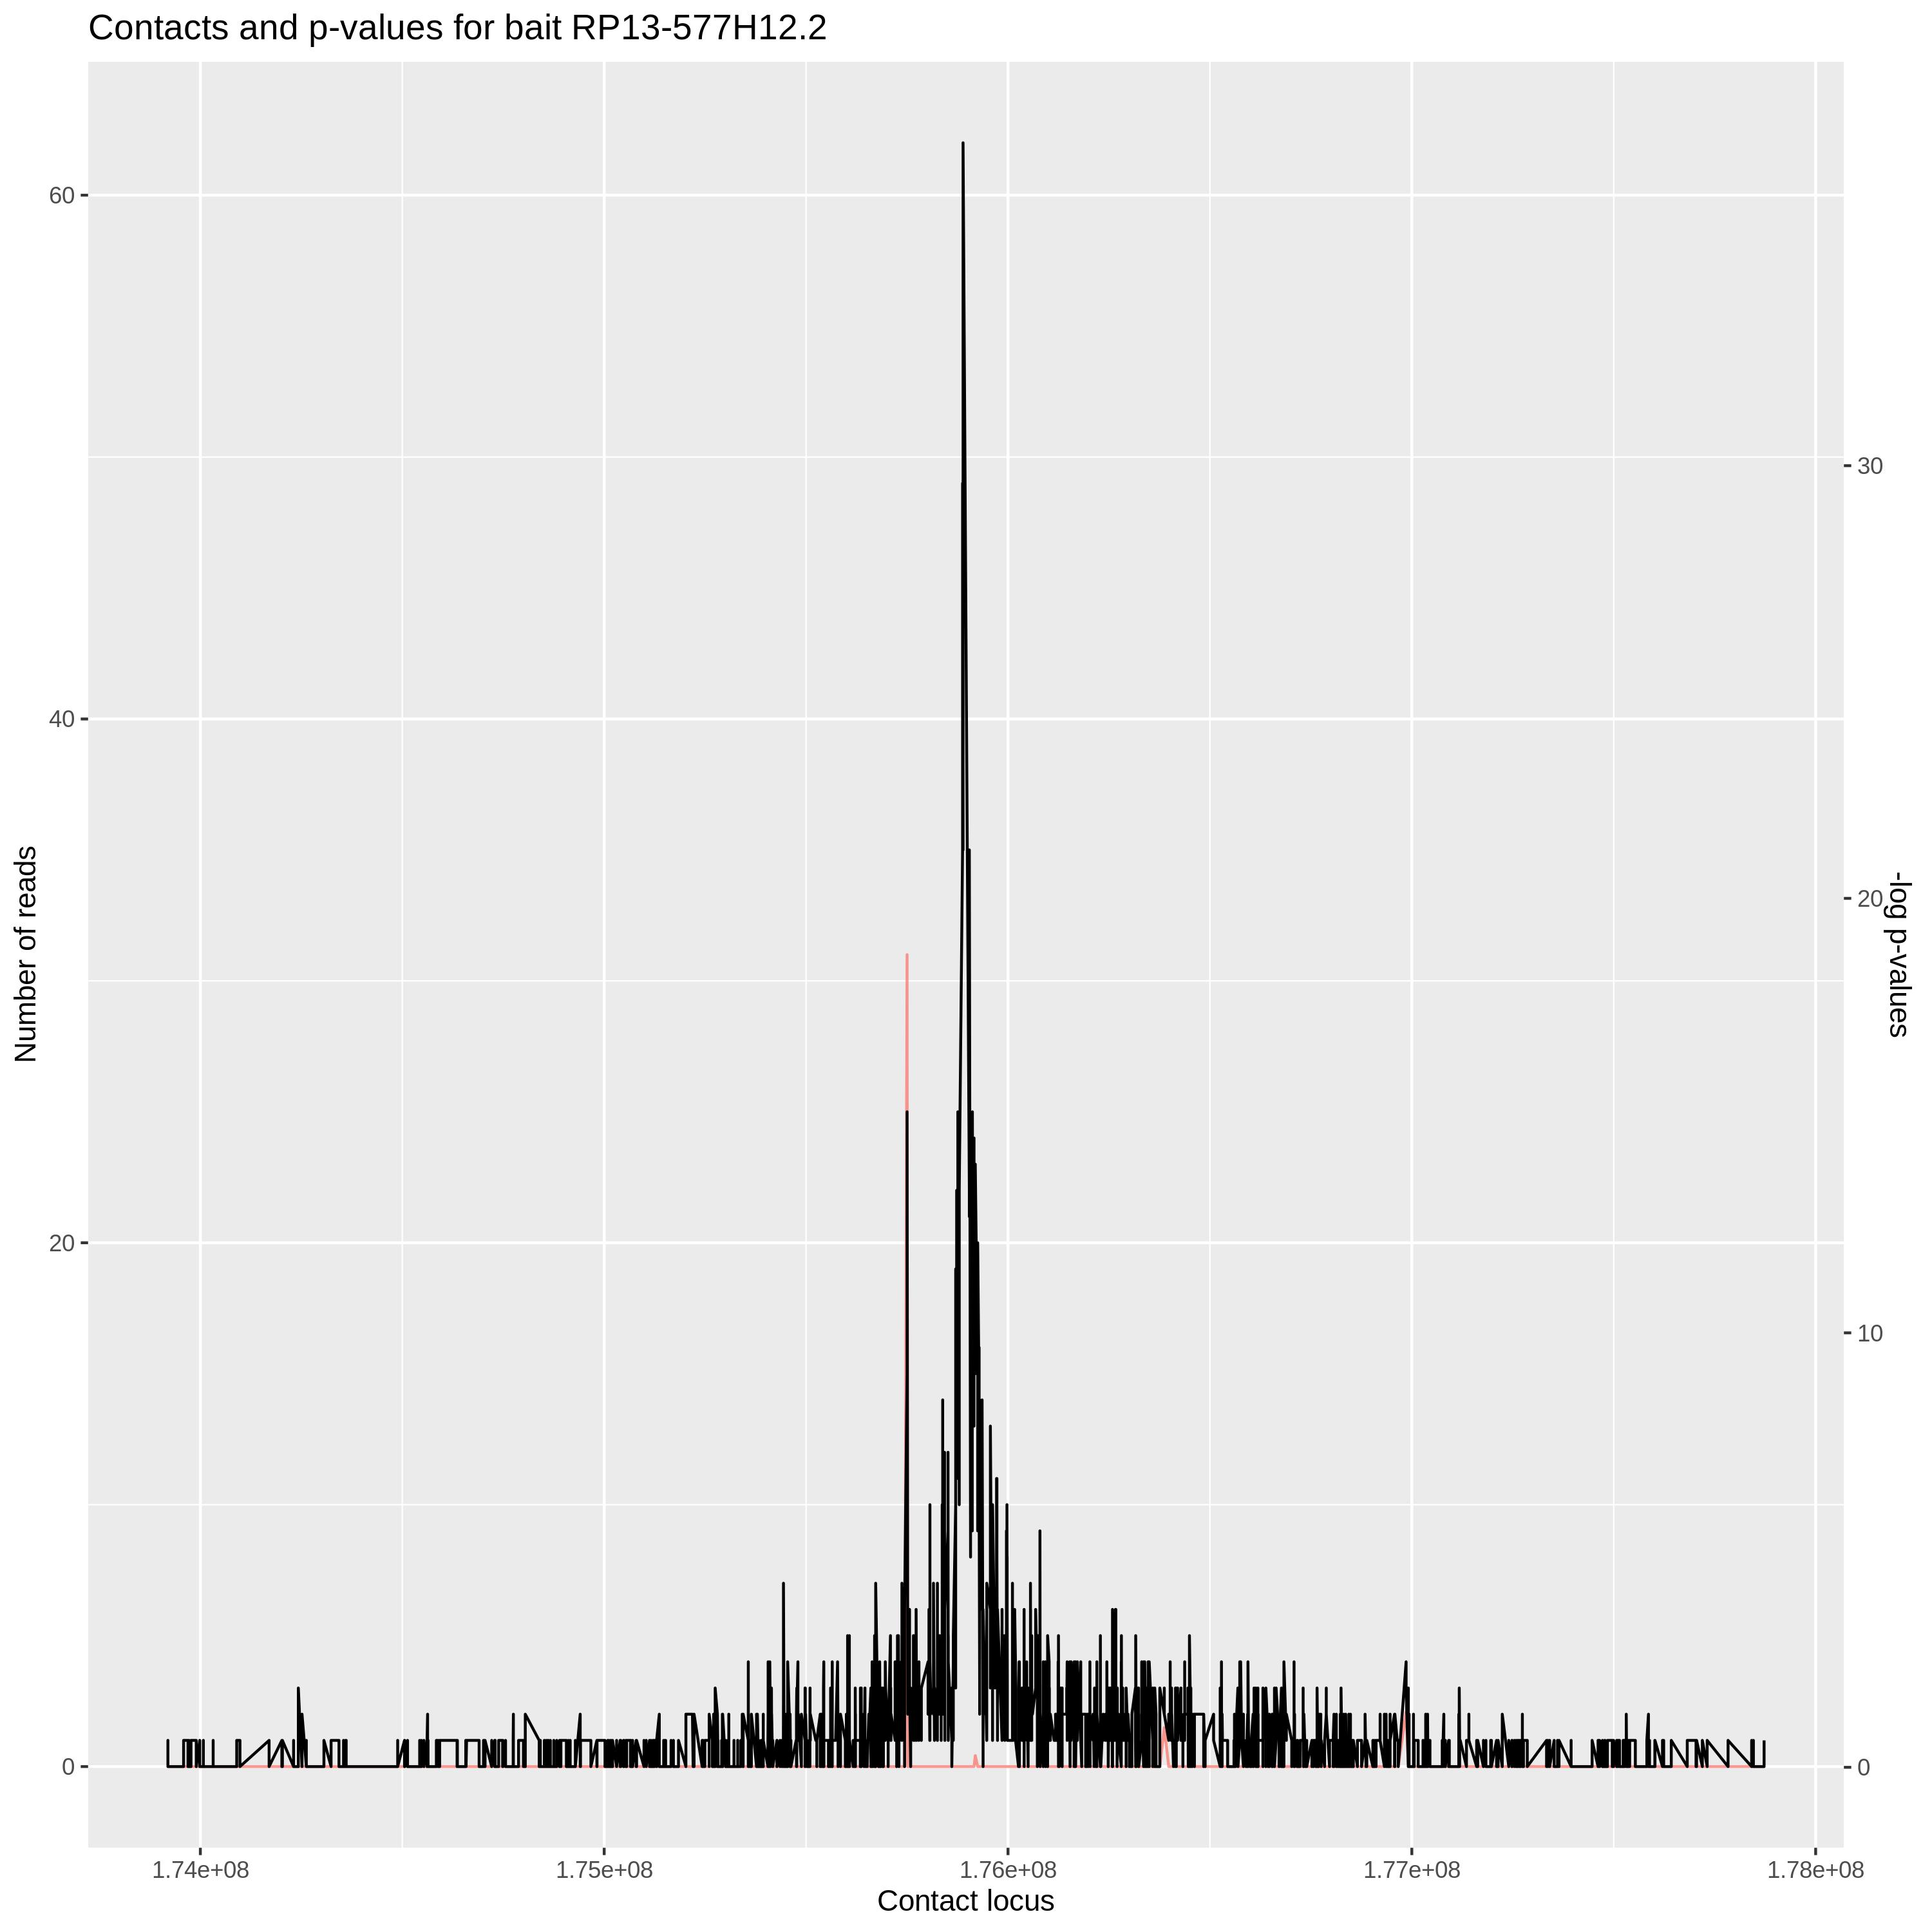 Contacts and p-values for bait RP13-577H12.2
60
40
20
0
Number of reads
30
20
10
0
-log p-values
1.74e+08 1.75e+08 1.76e+08 1.77e+08 1.78e+08
Contact locus